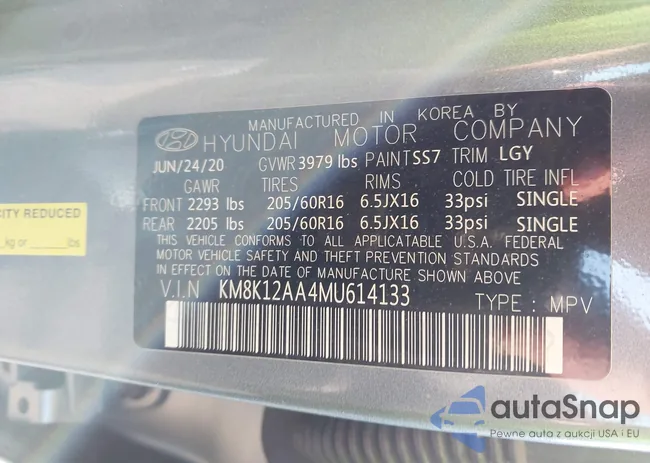 MANUFACTURED IN KOREA BY
HYUNDAI MOTOR COMPANY
JUN/24/20 GVWR 3979 lbs PAINT SS7 TRIM LGY
GAWR TIRES RIMS COLD TIRE INFL
FRONT 2293 lbs 205/60R16 6.5JX16 33psi SINGLE
REAR 2205 lbs 205/60R16 6.5JX16 33psi SINGLE
THIS VEHICLE CONFORMS TO ALL APPLICABLE U.S.A. FEDERAL
MOTOR VEHICLE SAFETY AND THEFT PREVENTION STANDARDS
IN EFFECT ON THE DATE OF MANUFACTURE SHOWN ABOVE.
V.I.N KM8K12AA4MU614133 TYPE : MPV
CITY REDUCED
kg or lbs
autaSnap
Pewne auta z aukcji USA i EU